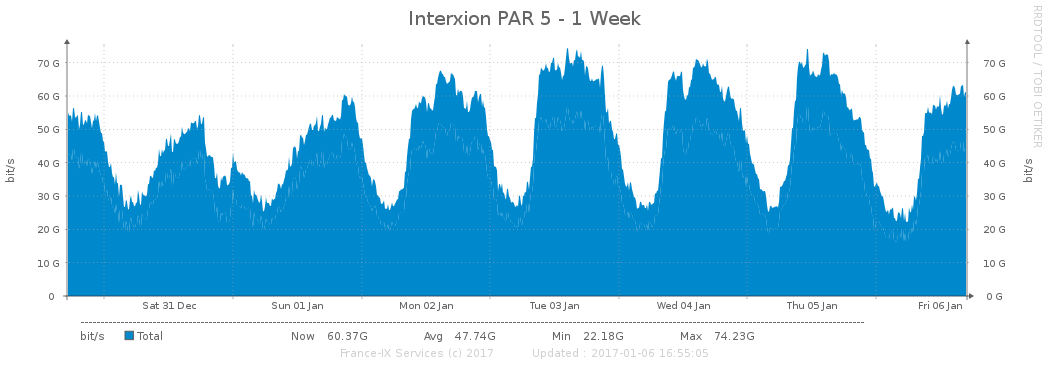 Interxion PAR 5 - 1 Week
RRDTOOL / TOBI OETIKER
70 G 70 G
60 G 60 G
50 G 50 G
40 G 40 G
30 G 30 G
20 G 20 G
10 G 10 G
0 0 G
bit/s bit/s
Sat 31 Dec Sun 01 Jan Mon 02 Jan Tue 03 Jan Wed 04 Jan Thu 05 Jan Fri 06 Jan
bit/s Total Now 60.37G Avg 47.74G Min 22.18G Max 74.23G
France-IX Services (c) 2017 Updated : 2017-01-06 16:55:05